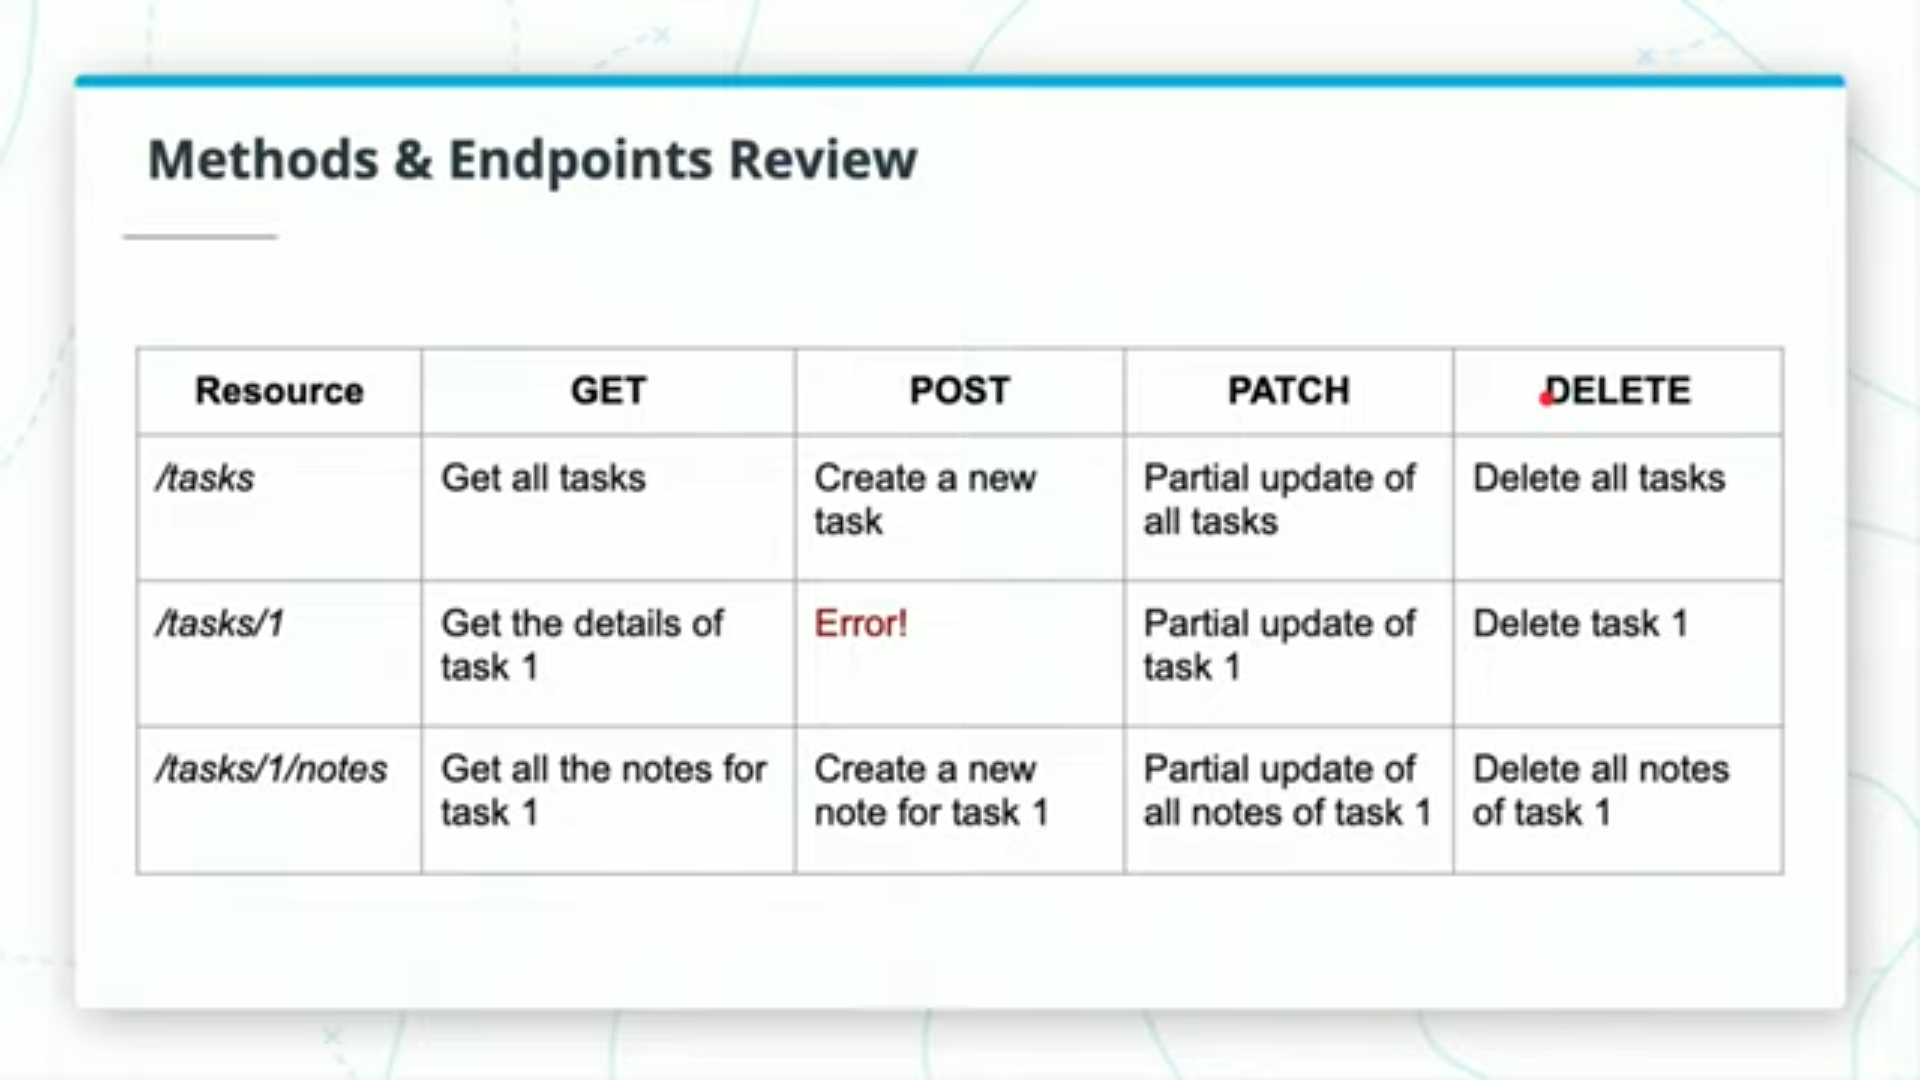 Methods & Endpoints Review
Resource GET POST PATCH DELETE
/tasks Get all tasks Create a new Partial update of Delete all tasks
task all tasks
/tasks/1 Get the details of Error! Partial update of Delete task 1
task 1 task 1
/tasks/1/notes Get all the notes for Create a new Partial update of Delete all notes
task 1 note for task 1 all notes of task 1 of task 1